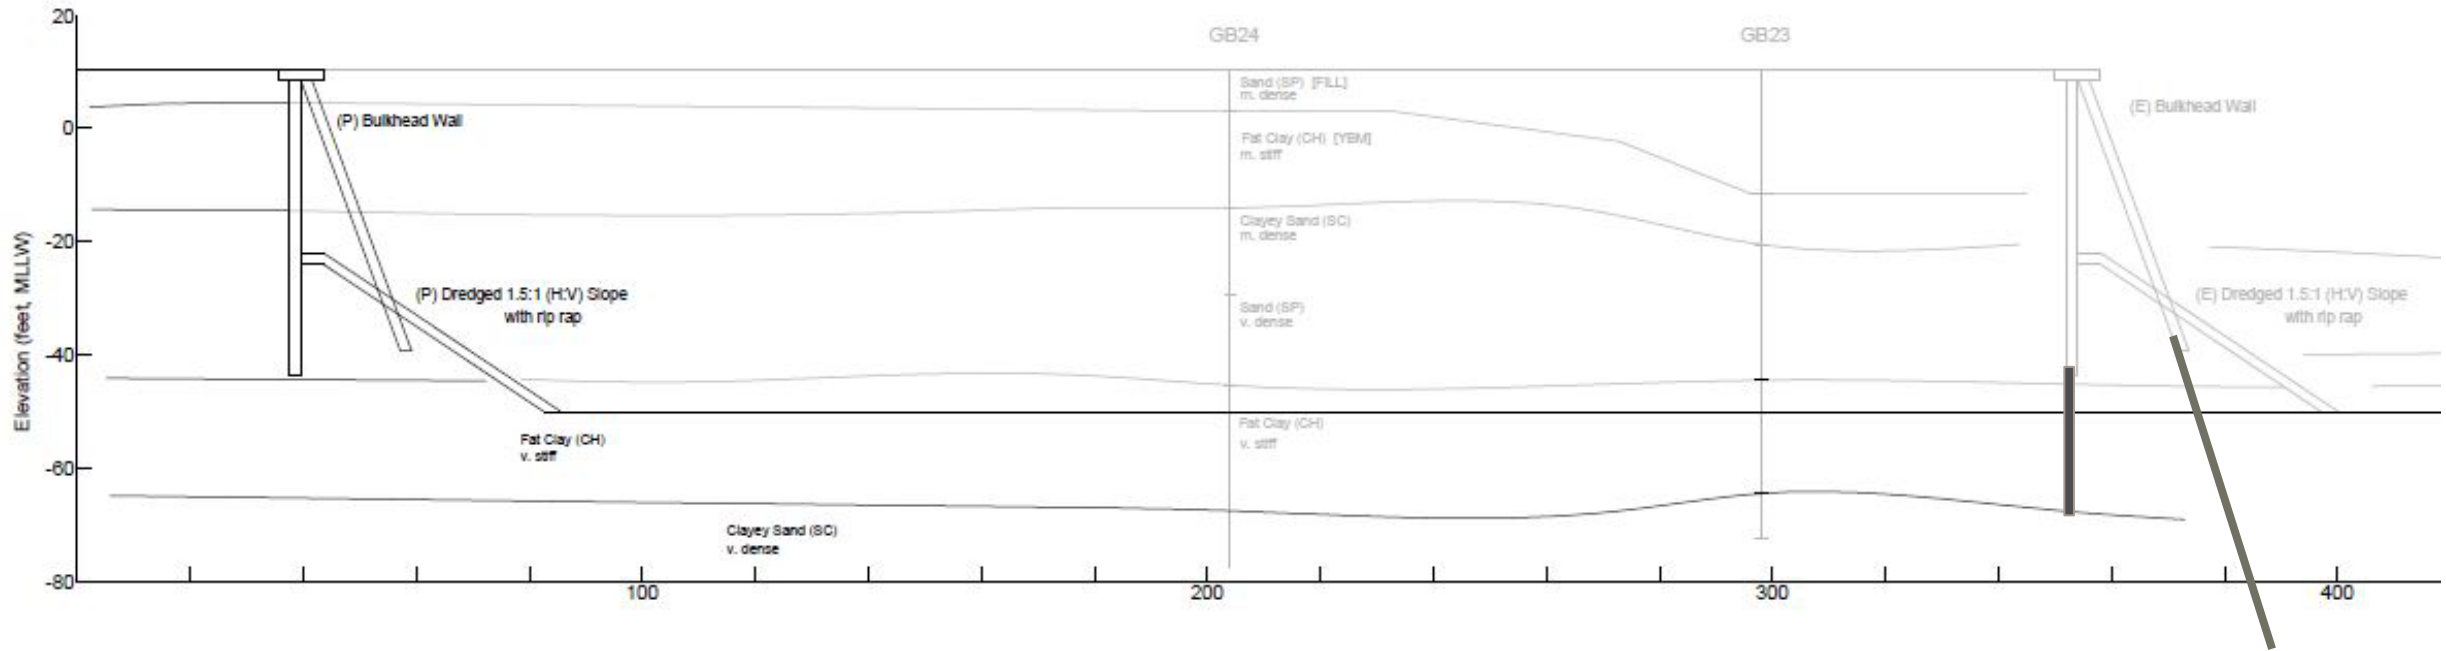 20
GB24
GB23
Sand (SP) [FILL]
m. dense
(P) Bulkhead Wall
(E) Bulkhead Wall
0
Fat Clay (CH) [YBM]
m. stiff
Clayey Sand (SC)
m. dense
-20
Elevation (feet, MLLW)
(P) Dredged 1.5:1 (H:V) Slope
with rip rap
Sand (SP)
v. dense
(E) Dredged 1.5:1 (H:V) Slope
with rip rap
-40
Fat Clay (CH)
v. stiff
Fat Clay (CH)
v. stiff
-60
Clayey Sand (SC)
v. dense
-80
100
200
300
400